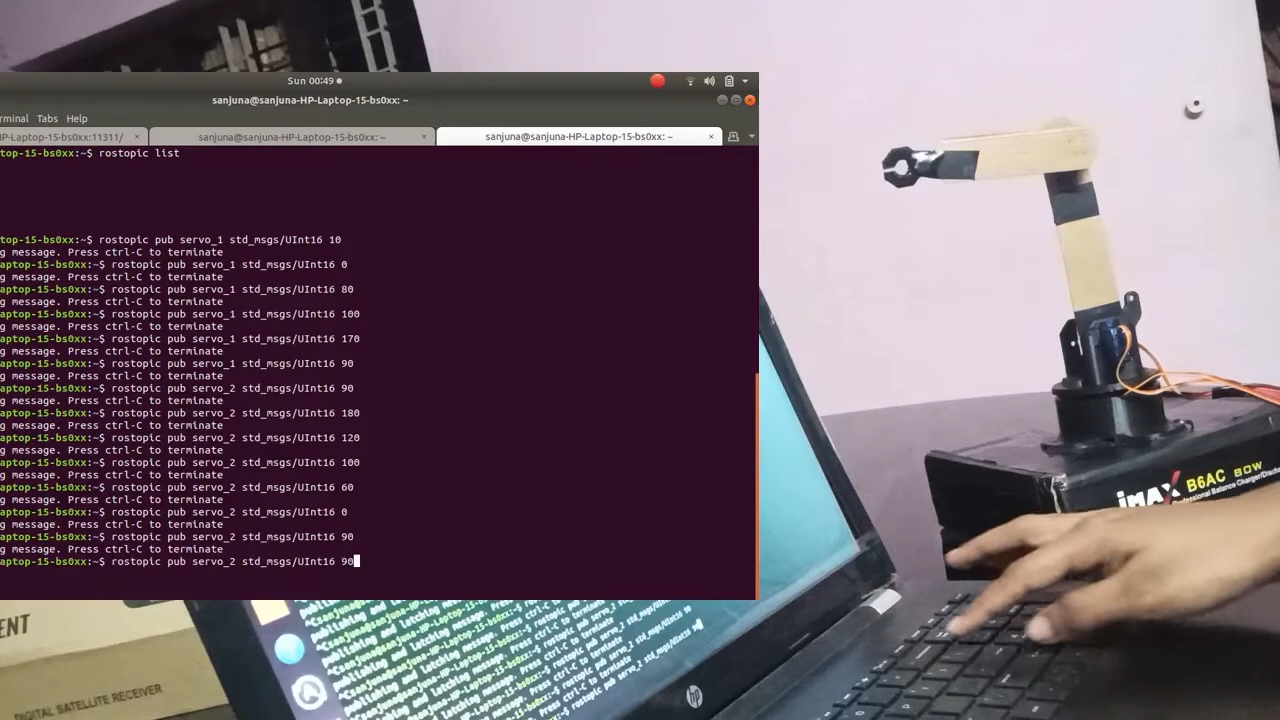 Sun 00:49
sanjuna@sanjuna-HP-Laptop-15-bs0xx: ~
rminal Tabs Help
HP-Laptop-15-bs0xx:11311/
sanjuna@sanjuna-HP-Laptop-15-bs0xx: ~
sanjuna@sanjuna-HP-Laptop-15-bs0xx: ~
top-15-bs0xx:~$ rostopic list
top-15-bs0xx:~$ rostopic pub servo_1 std_msgs/UInt16 10
g message. Press ctrl-C to terminate
aptop-15-bs0xx:~$ rostopic pub servo_1 std_msgs/UInt16 0
g message. Press ctrl-C to terminate
aptop-15-bs0xx:~$ rostopic pub servo_1 std_msgs/UInt16 80
g message. Press ctrl-C to terminate
aptop-15-bs0xx:~$ rostopic pub servo_1 std_msgs/UInt16 100
g message. Press ctrl-C to terminate
aptop-15-bs0xx:~$ rostopic pub servo_1 std_msgs/UInt16 170
g message. Press ctrl-C to terminate
aptop-15-bs0xx:~$ rostopic pub servo_1 std_msgs/UInt16 90
g message. Press ctrl-C to terminate
aptop-15-bs0xx:~$ rostopic pub servo_2 std_msgs/UInt16 90
g message. Press ctrl-C to terminate
aptop-15-bs0xx:~$ rostopic pub servo_2 std_msgs/UInt16 180
g message. Press ctrl-C to terminate
aptop-15-bs0xx:~$ rostopic pub servo_2 std_msgs/UInt16 120
g message. Press ctrl-C to terminate
aptop-15-bs0xx:~$ rostopic pub servo_2 std_msgs/UInt16 100
g message. Press ctrl-C to terminate
aptop-15-bs0xx:~$ rostopic pub servo_2 std_msgs/UInt16 60
g message. Press ctrl-C to terminate
aptop-15-bs0xx:~$ rostopic pub servo_2 std_msgs/UInt16 0
g message. Press ctrl-C to terminate
aptop-15-bs0xx:~$ rostopic pub servo_2 std_msgs/UInt16 90
g message. Press ctrl-C to terminate
aptop-15-bs0xx:~$ rostopic pub servo_2 std_msgs/UInt16 90
iMAX B6AC 80W
rofessional Balance Charger/Disch
ENT
DIGITAL SATELLITE RECEIVER
hp